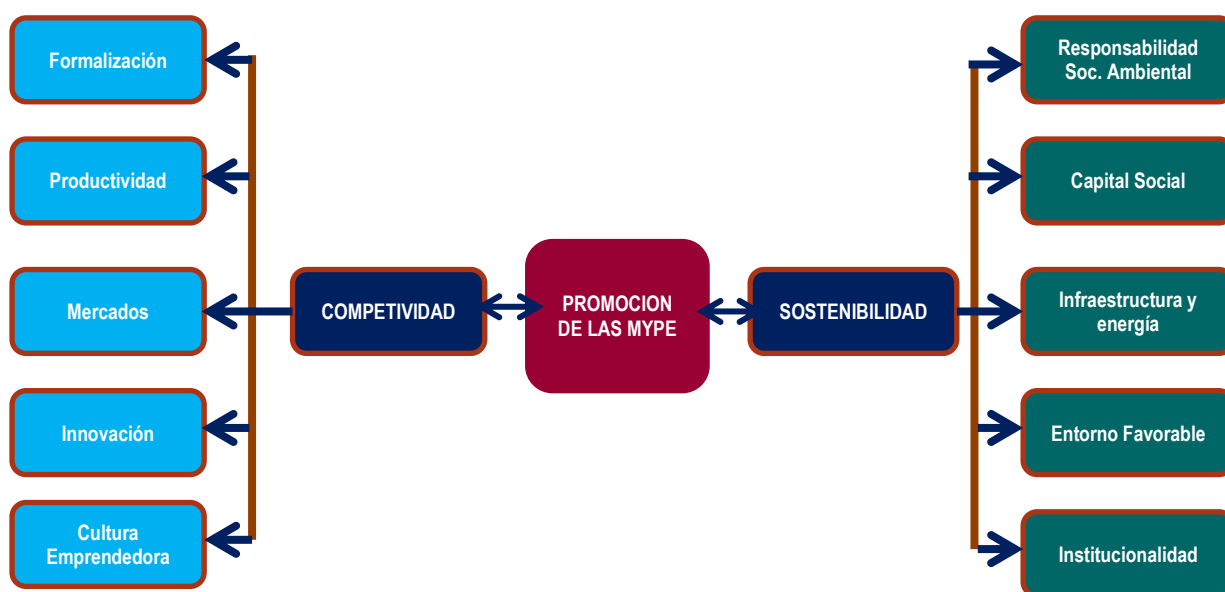 Formalización
Productividad
Mercados
Innovación
Cultura
Emprendedora
COMPETIVIDAD
PROMOCION
DE LAS MYPE
SOSTENIBILIDAD
Responsabilidad
Soc. Ambiental
Capital Social
Infraestructura y
energía
Entorno Favorable
Institucionalidad